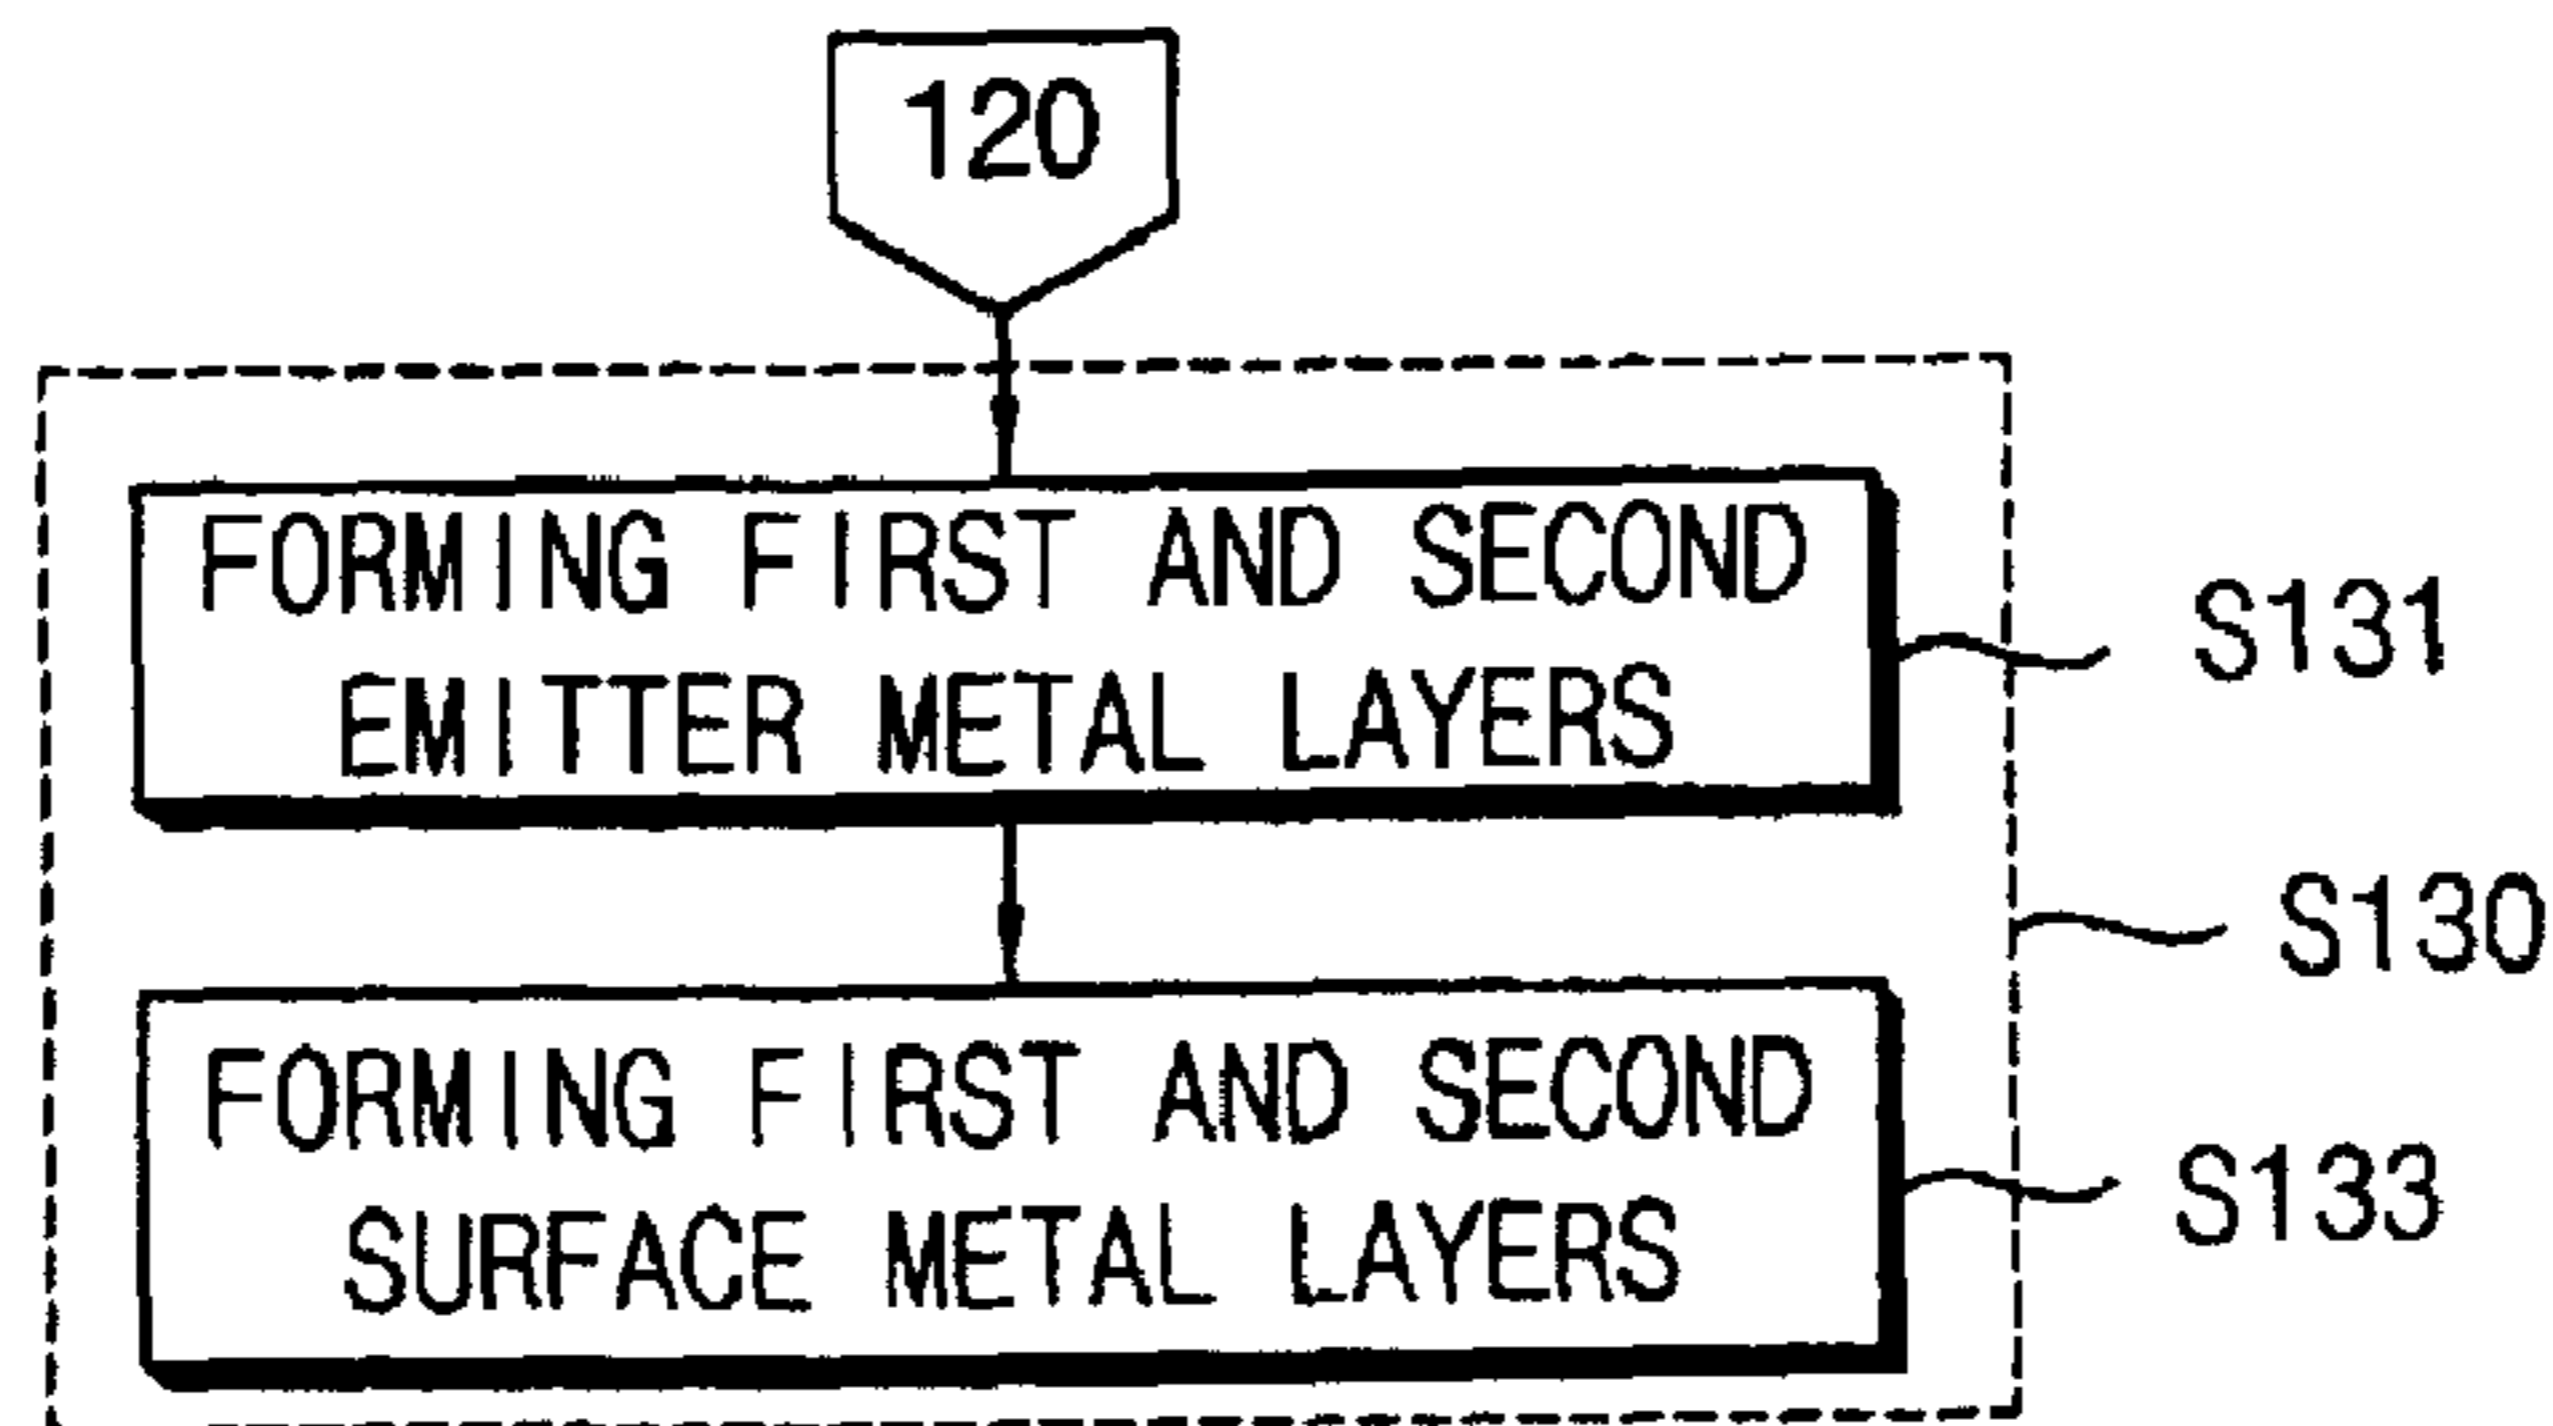 120
FORMING FIRST AND SECOND
EMITTER METAL LAYERS
S131
S130
FORMING FIRST AND SECOND
SURFACE METAL LAYERS
S133